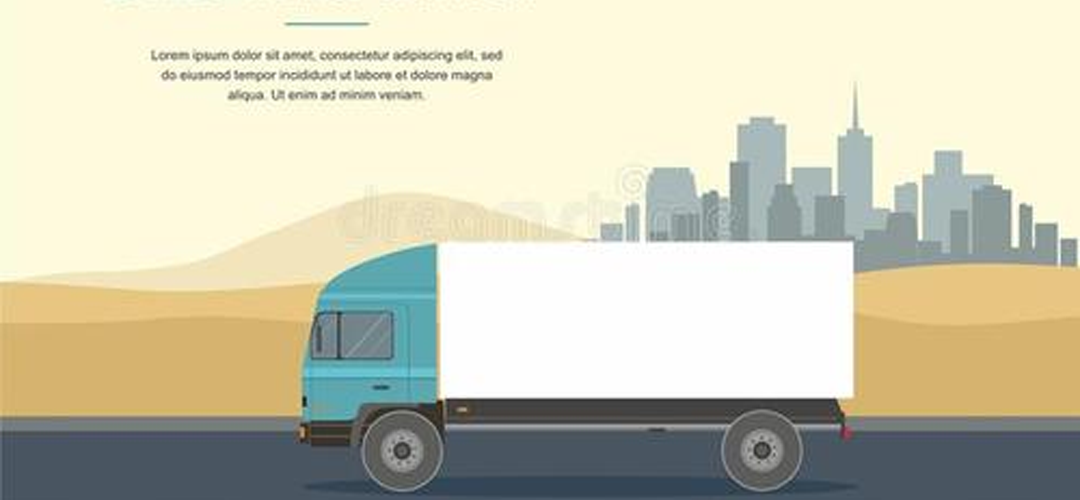 Lorem ipsum dolor sit amet, consectetur adipiscing elit, sed
do eiusmod tempor incididunt ut labore et dolore magna
aliqua. Ut enim ad minim veniam.
dreamstime